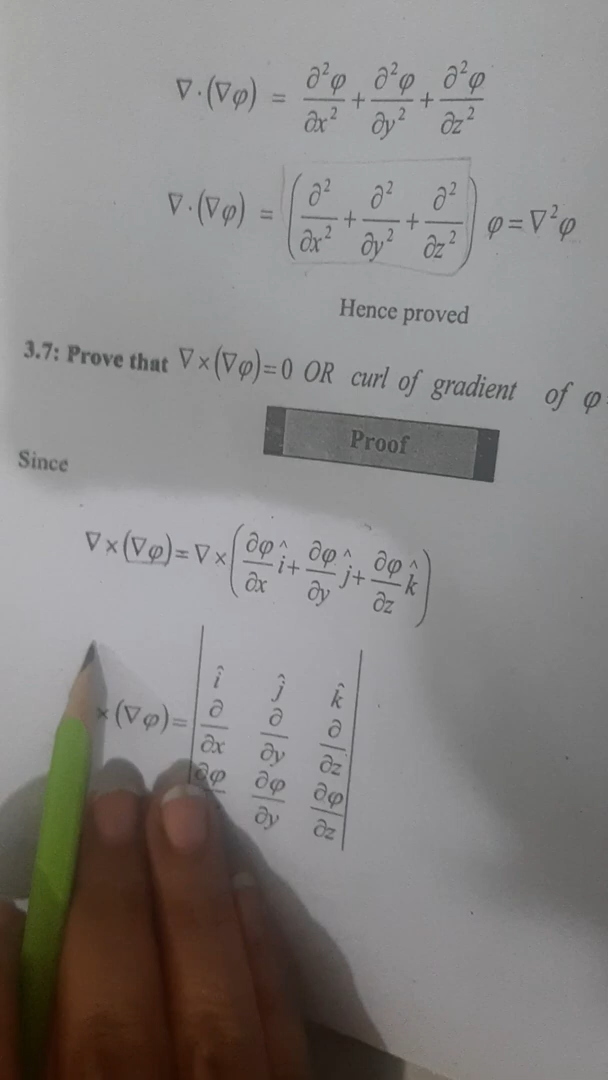 ∇·(∇φ) = ∂²φ/∂x² + ∂²φ/∂y² + ∂²φ/∂z²
∇·(∇φ) = (∂²/∂x² + ∂²/∂y² + ∂²/∂z²) φ = ∇²φ
Hence proved
3.7: Prove that ∇×(∇φ)=0 OR curl of gradient of φ
Proof
Since
∇×(∇φ)=∇×(∂φ/∂x î + ∂φ/∂y ĵ + ∂φ/∂z k̂)
×(∇φ)= | î ĵ k̂ |
| ∂/∂x ∂/∂y ∂/∂z |
| ∂φ ∂φ/∂y ∂φ/∂z |